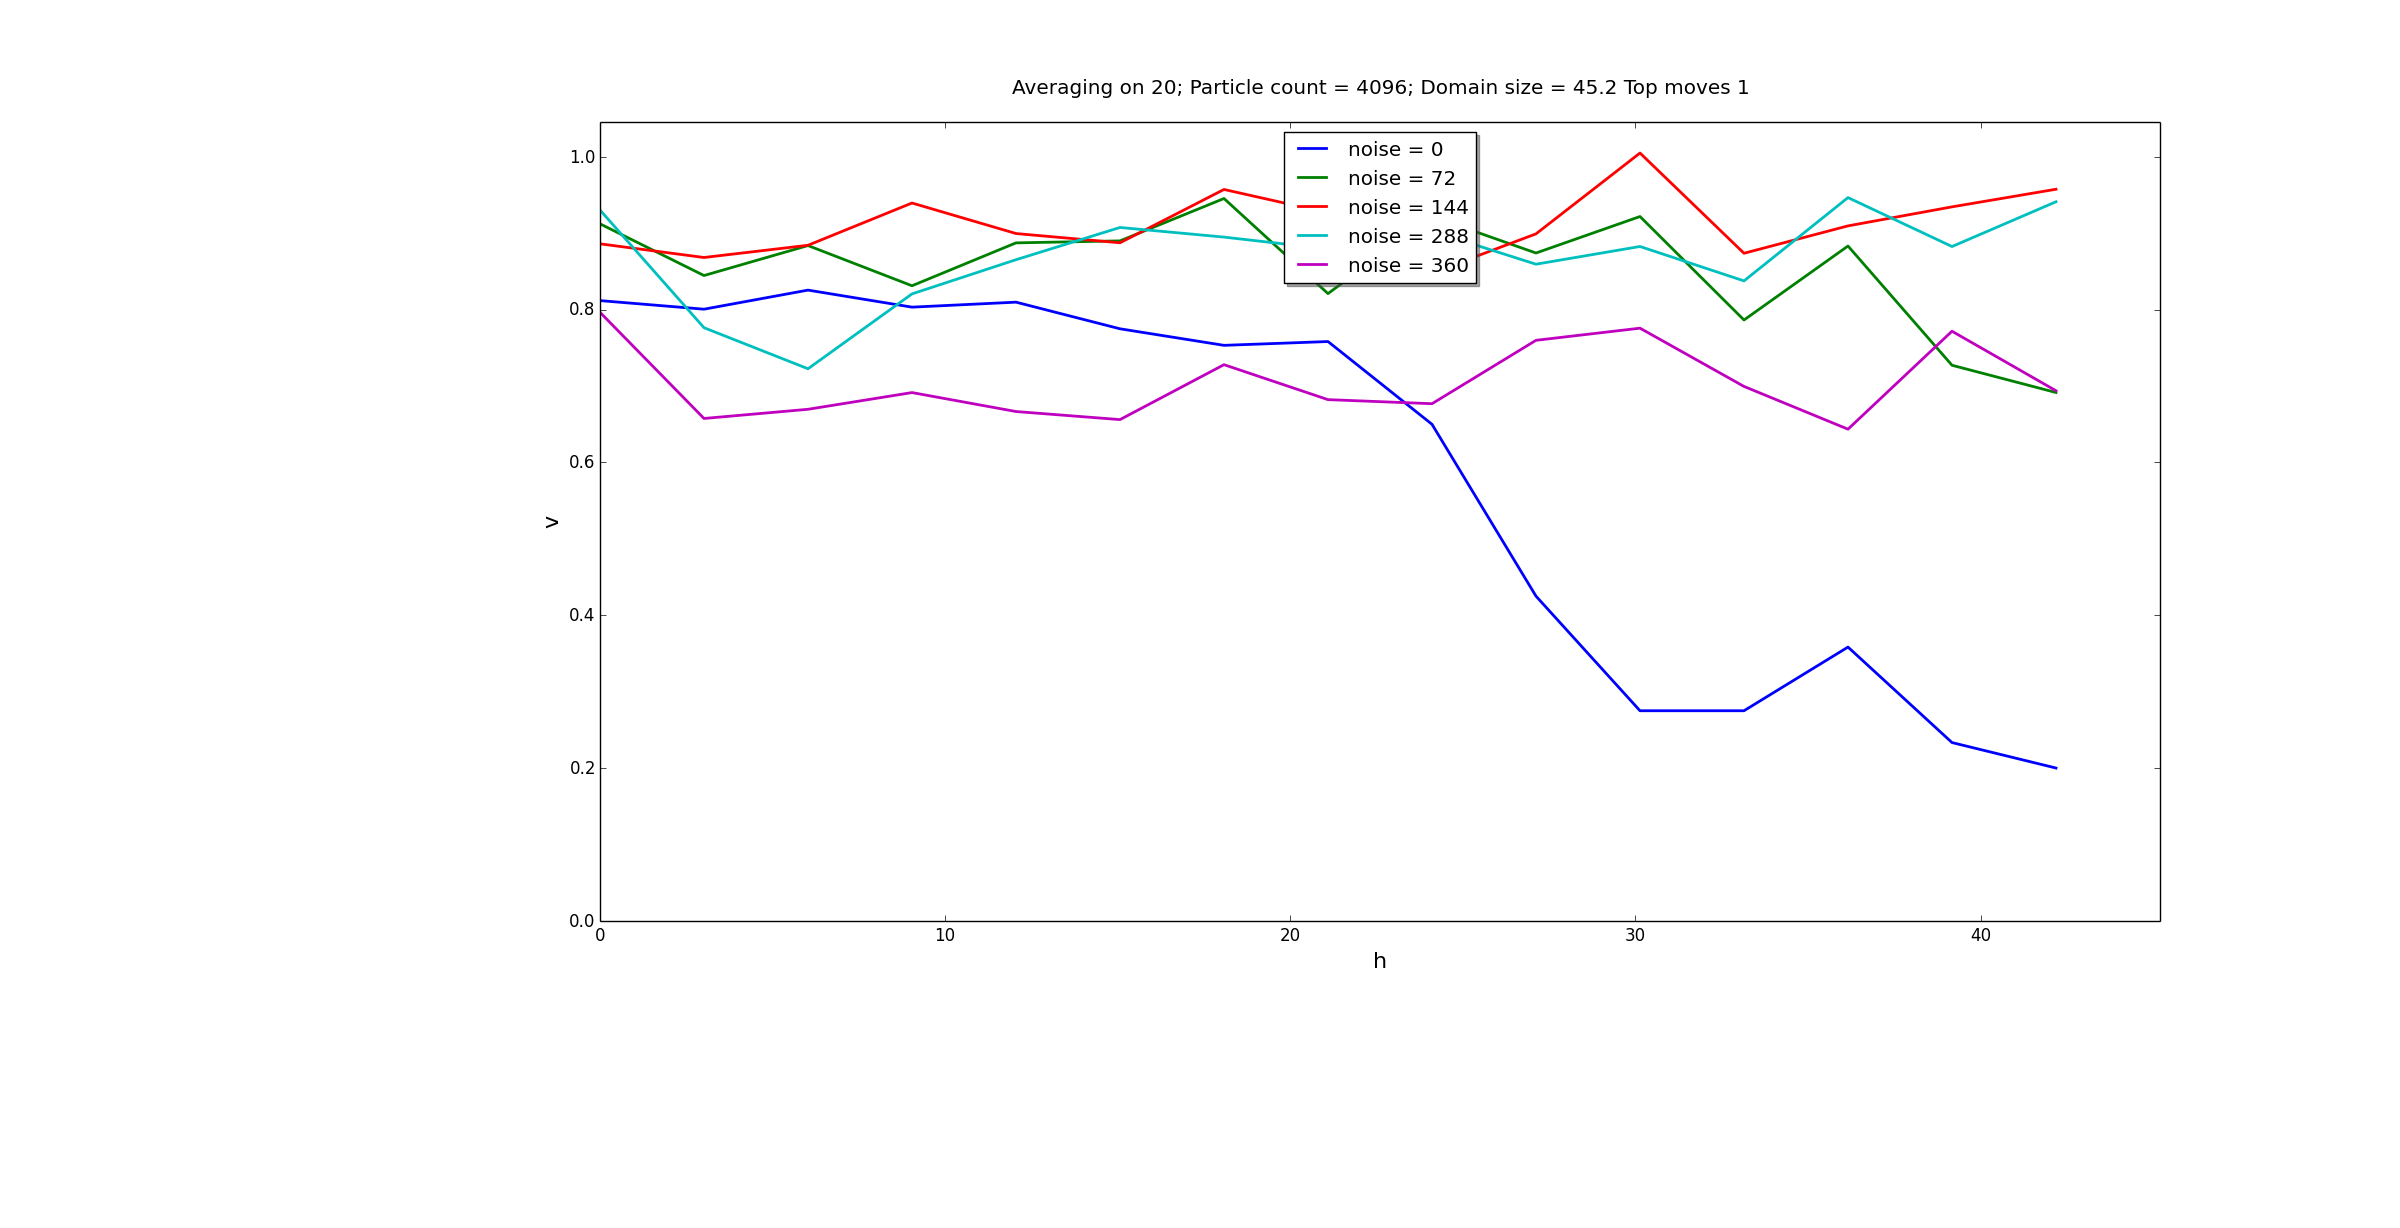 Averaging on 20; Particle count = 4096; Domain size = 45.2 Top moves 1
noise = 0
noise = 72
noise = 144
noise = 288
noise = 360
1.0
0.8
0.6
0.4
0.2
0.0
v
0 10 20 30 40
h